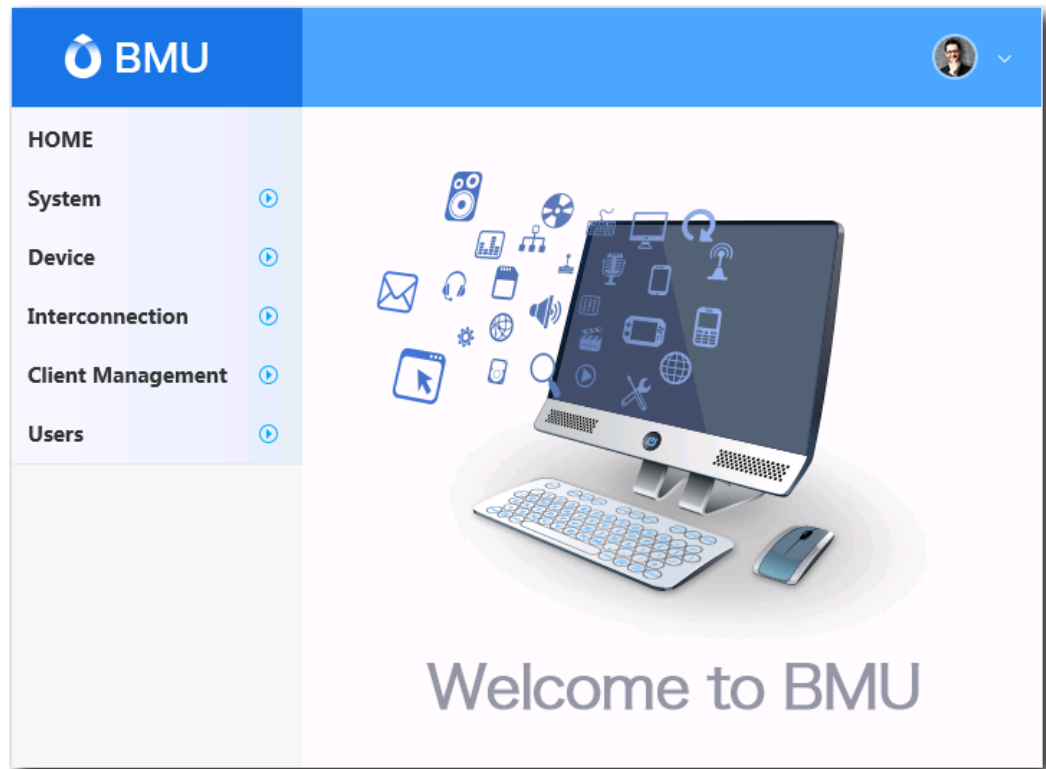 BMU
HOME
System
Device
Interconnection
Client Management
Users
Welcome to BMU